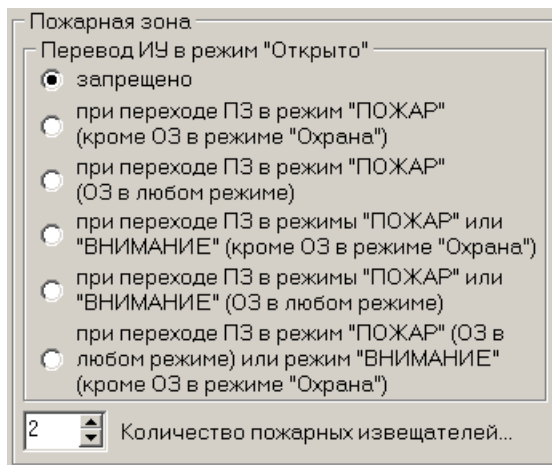 Пожарная зона
Перевод ИУ в режим "Открыто"
запрещено
при переходе ПЗ в режим "ПОЖАР"
(кроме ОЗ в режиме "Охрана")
при переходе ПЗ в режим "ПОЖАР"
(ОЗ в любом режиме)
при переходе ПЗ в режимы "ПОЖАР" или
"ВНИМАНИЕ" (кроме ОЗ в режиме "Охрана")
при переходе ПЗ в режимы "ПОЖАР" или
"ВНИМАНИЕ" (ОЗ в любом режиме)
при переходе ПЗ в режим "ПОЖАР" (ОЗ в
любом режиме) или режим "ВНИМАНИЕ"
(кроме ОЗ в режиме "Охрана")
2 Количество пожарных извещателей...